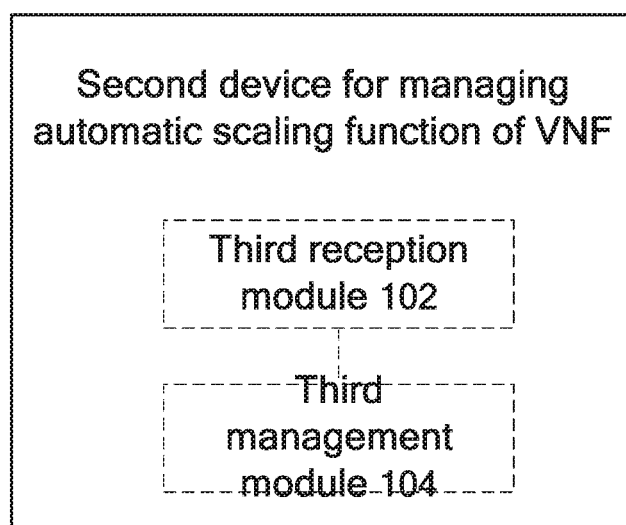 Second device for managing
automatic scaling function of VNF
Third reception
module 102
Third
management
module 104